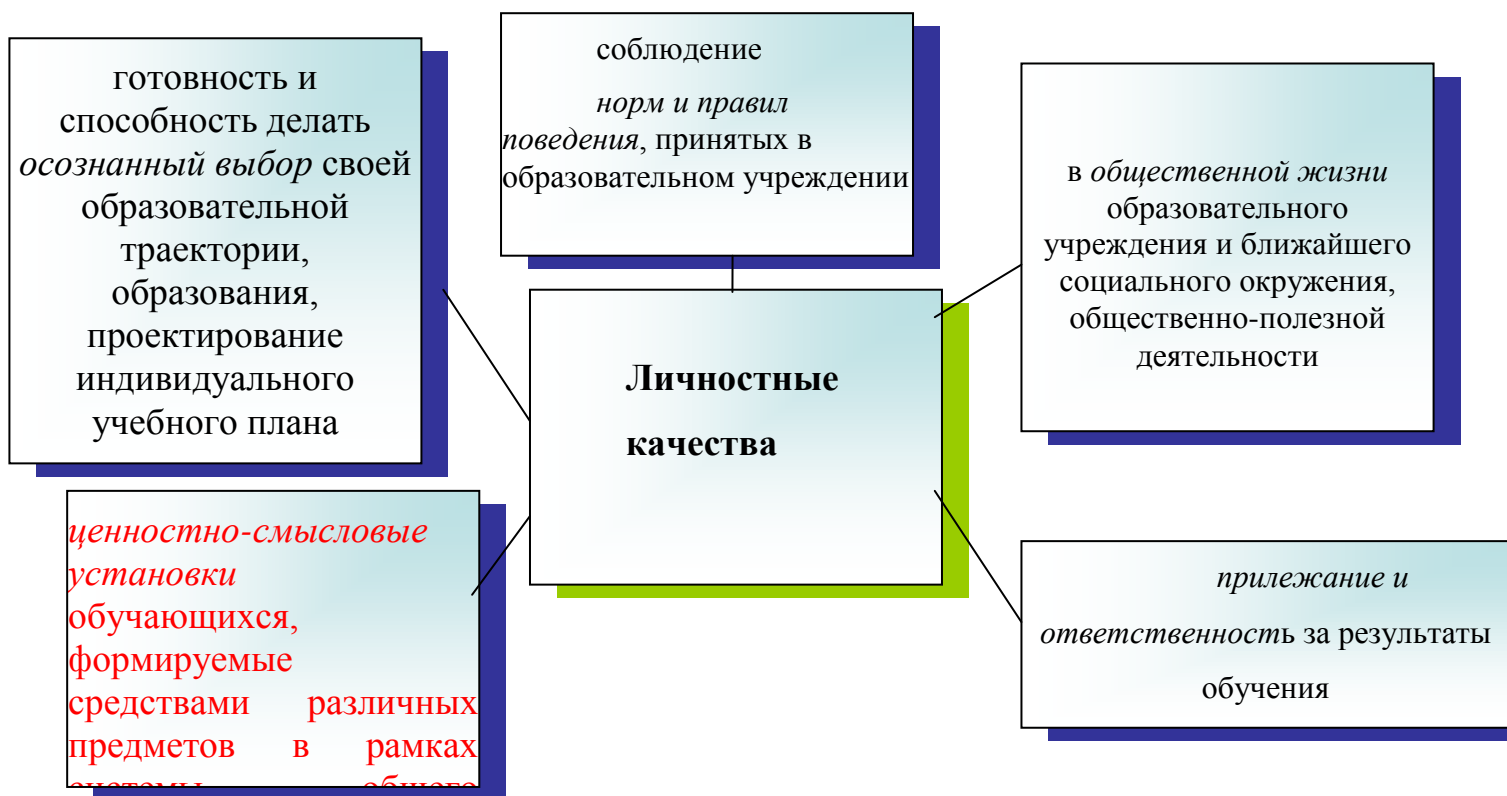 готовность и
способность делать
осознанный выбор своей
образовательной
траектории,
образования,
проектирование
индивидуального
учебного плана
соблюдение
норм и правил
поведения, принятых в
образовательном учреждении
в общественной жизни
образовательного
учреждения и ближайшего
социального окружения,
общественно-полезной
деятельности
Личностные
качества
ценностно-смысловые
установки
обучающихся,
формируемые
средствами различных
предметов в рамках
системы общего
прилежание и
ответственность за результаты
обучения